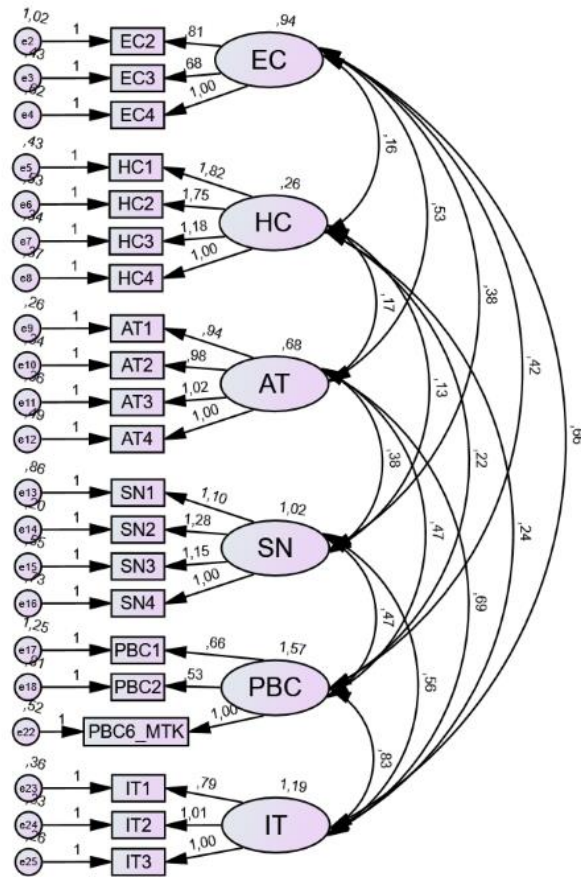 1,02
e2 1 EC2 ,81
,43
e3 1 EC3 ,68
,62
e4 1 EC4 1,00
,94
EC
,43
e5 1 HC1 1,82
,53
e6 1 HC2 1,75
,34
e7 1 HC3 1,18
,37
e8 1 HC4 1,00
,26
HC
,26
e9 1 AT1 ,94
,34
e10 1 AT2 ,98
,36
e11 1 AT3 1,02
,49
e12 1 AT4 1,00
,68
AT
,86
e13 1 SN1 1,10
,20
e14 1 SN2 1,28
e15 1 SN3 1,15
e16 1 SN4 1,00
1,02
SN
1,25
e17 1 PBC1 ,66
e18 1 PBC2 ,53
,52
e22 1 PBC6_MTK 1,00
1,57
PBC
,36
e23 1 IT1 ,79
e24 1 IT2 1,01
,26
e25 1 IT3 1,00
1,19
IT
,16
,53
,38
,42
,66
,17
,13
,22
,24
,38
,47
,69
,47
,56
,83